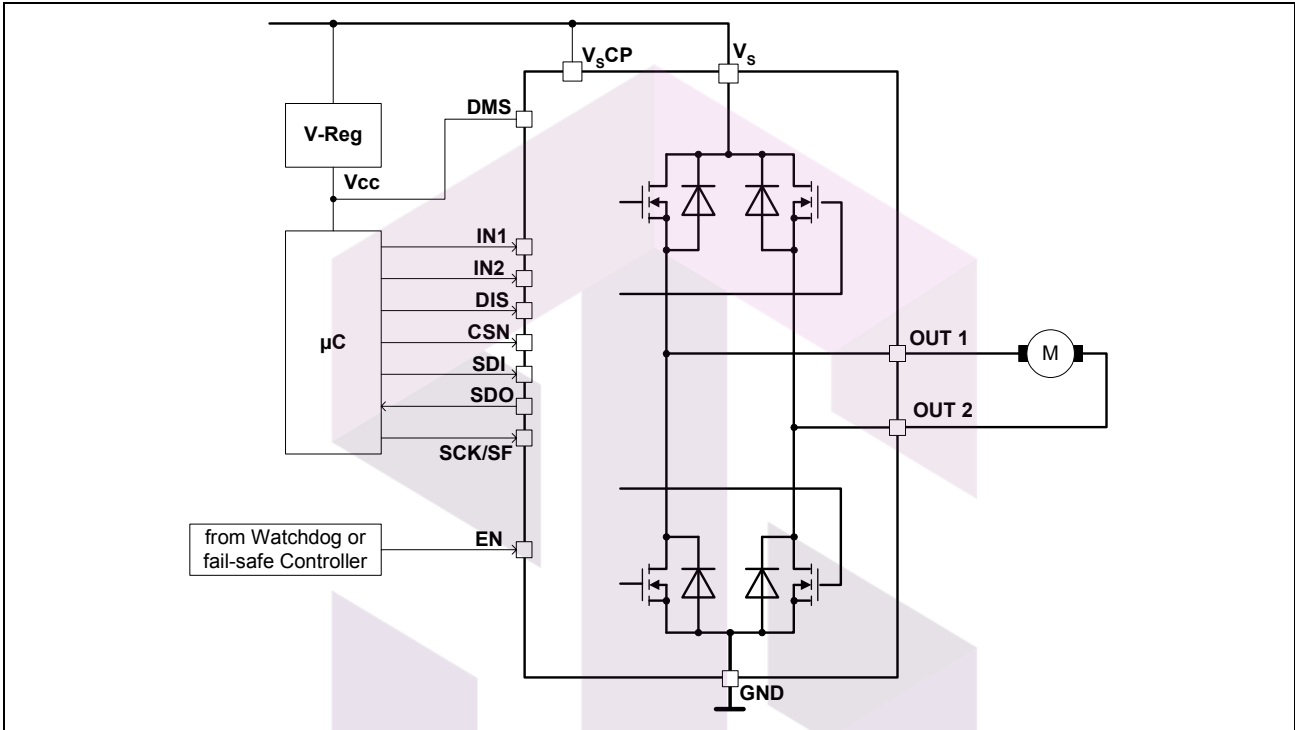 VSCP
VS
DMS
V-Reg
Vcc
IN1
IN2
DIS
CSN
µC
SDI
SDO
SCK/SF
OUT 1
M
OUT 2
from Watchdog or
fail-safe Controller
EN
GND